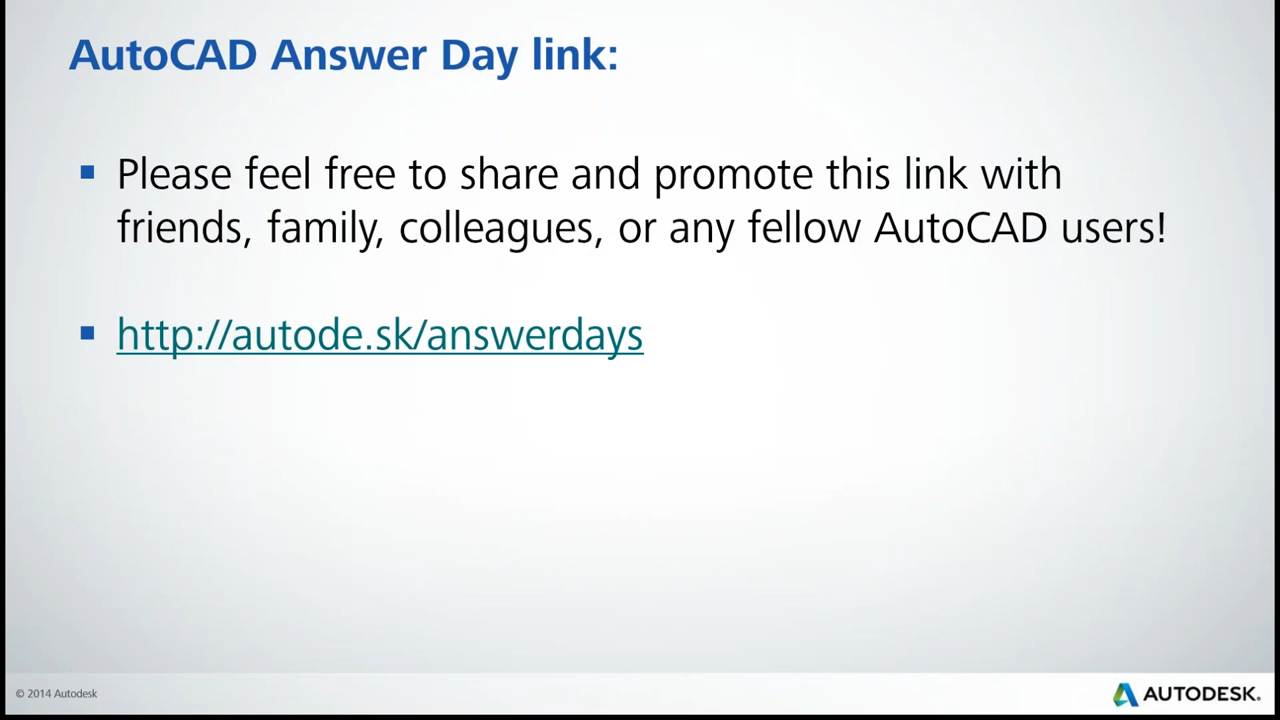 AutoCAD Answer Day link:
Please feel free to share and promote this link with
friends, family, colleagues, or any fellow AutoCAD users!
http://autode.sk/answerdays
© 2014 Autodesk
AUTODESK.